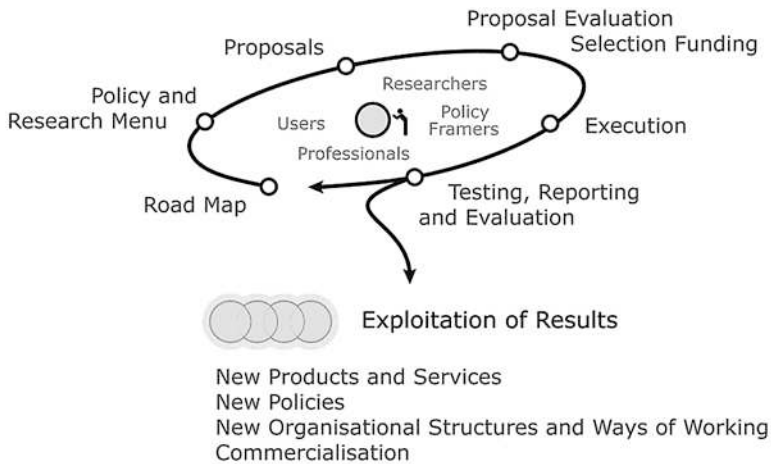 Proposal Evaluation
Selection Funding
Proposals
Researchers
Policy and
Research Menu
Users
Policy
Framers
Execution
Professionals
Road Map
Testing, Reporting
and Evaluation
Exploitation of Results
New Products and Services
New Policies
New Organisational Structures and Ways of Working
Commercialisation